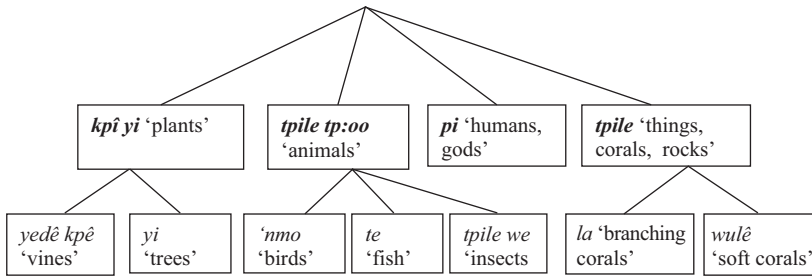 kpî yi ‘plants’
tpile tp:oo
‘animals’
pi ‘humans,
gods’
tpile ‘things,
corals, rocks’
yedê kpê
‘vines’
yi
‘trees’
‘nmo
‘birds’
te
‘fish’
tpile we
‘insects
la ‘branching
corals’
wulê
‘soft corals’